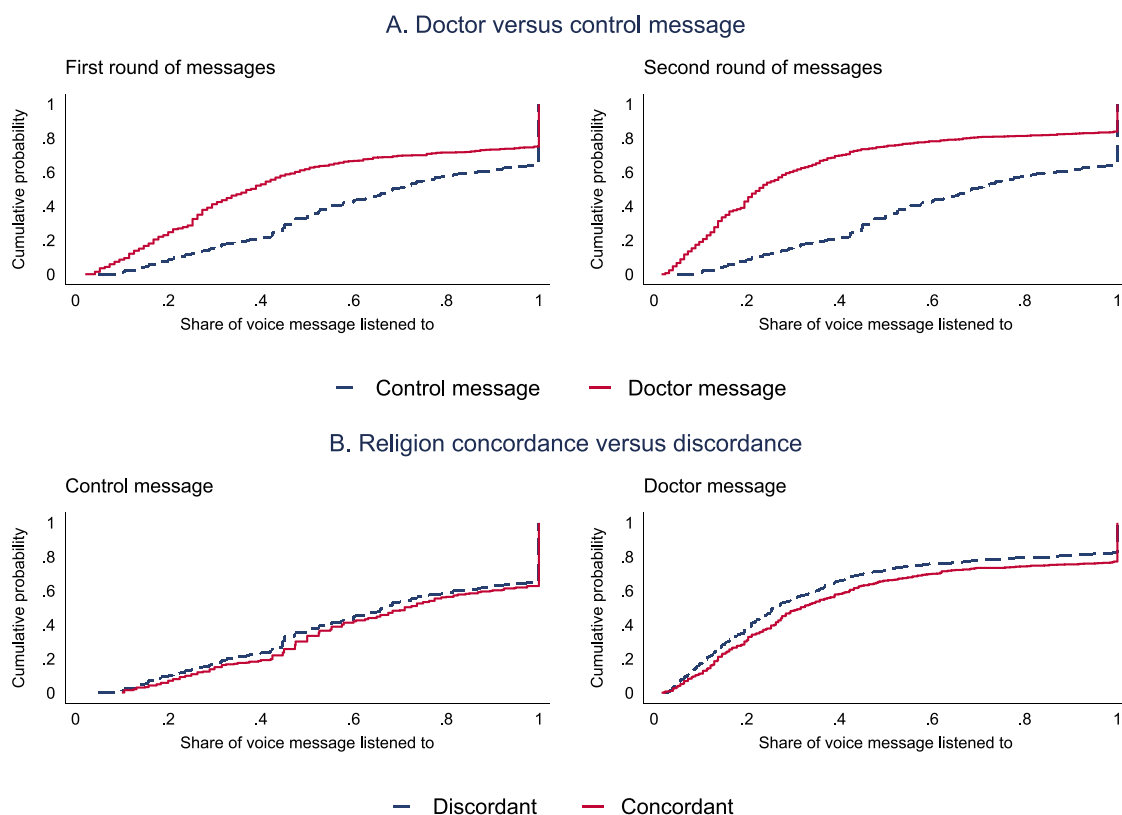 A. Doctor versus control message
First round of messages
Second round of messages
Cumulative probability
1
.8
.6
.4
.2
0
0 .2 .4 .6 .8 1
Share of voice message listened to
Cumulative probability
1
.8
.6
.4
.2
0
0 .2 .4 .6 .8 1
Share of voice message listened to
Control message
Doctor message
B. Religion concordance versus discordance
Control message
Doctor message
Cumulative probability
1
.8
.6
.4
.2
0
0 .2 .4 .6 .8 1
Share of voice message listened to
Cumulative probability
1
.8
.6
.4
.2
0
0 .2 .4 .6 .8 1
Share of voice message listened to
Discordant
Concordant